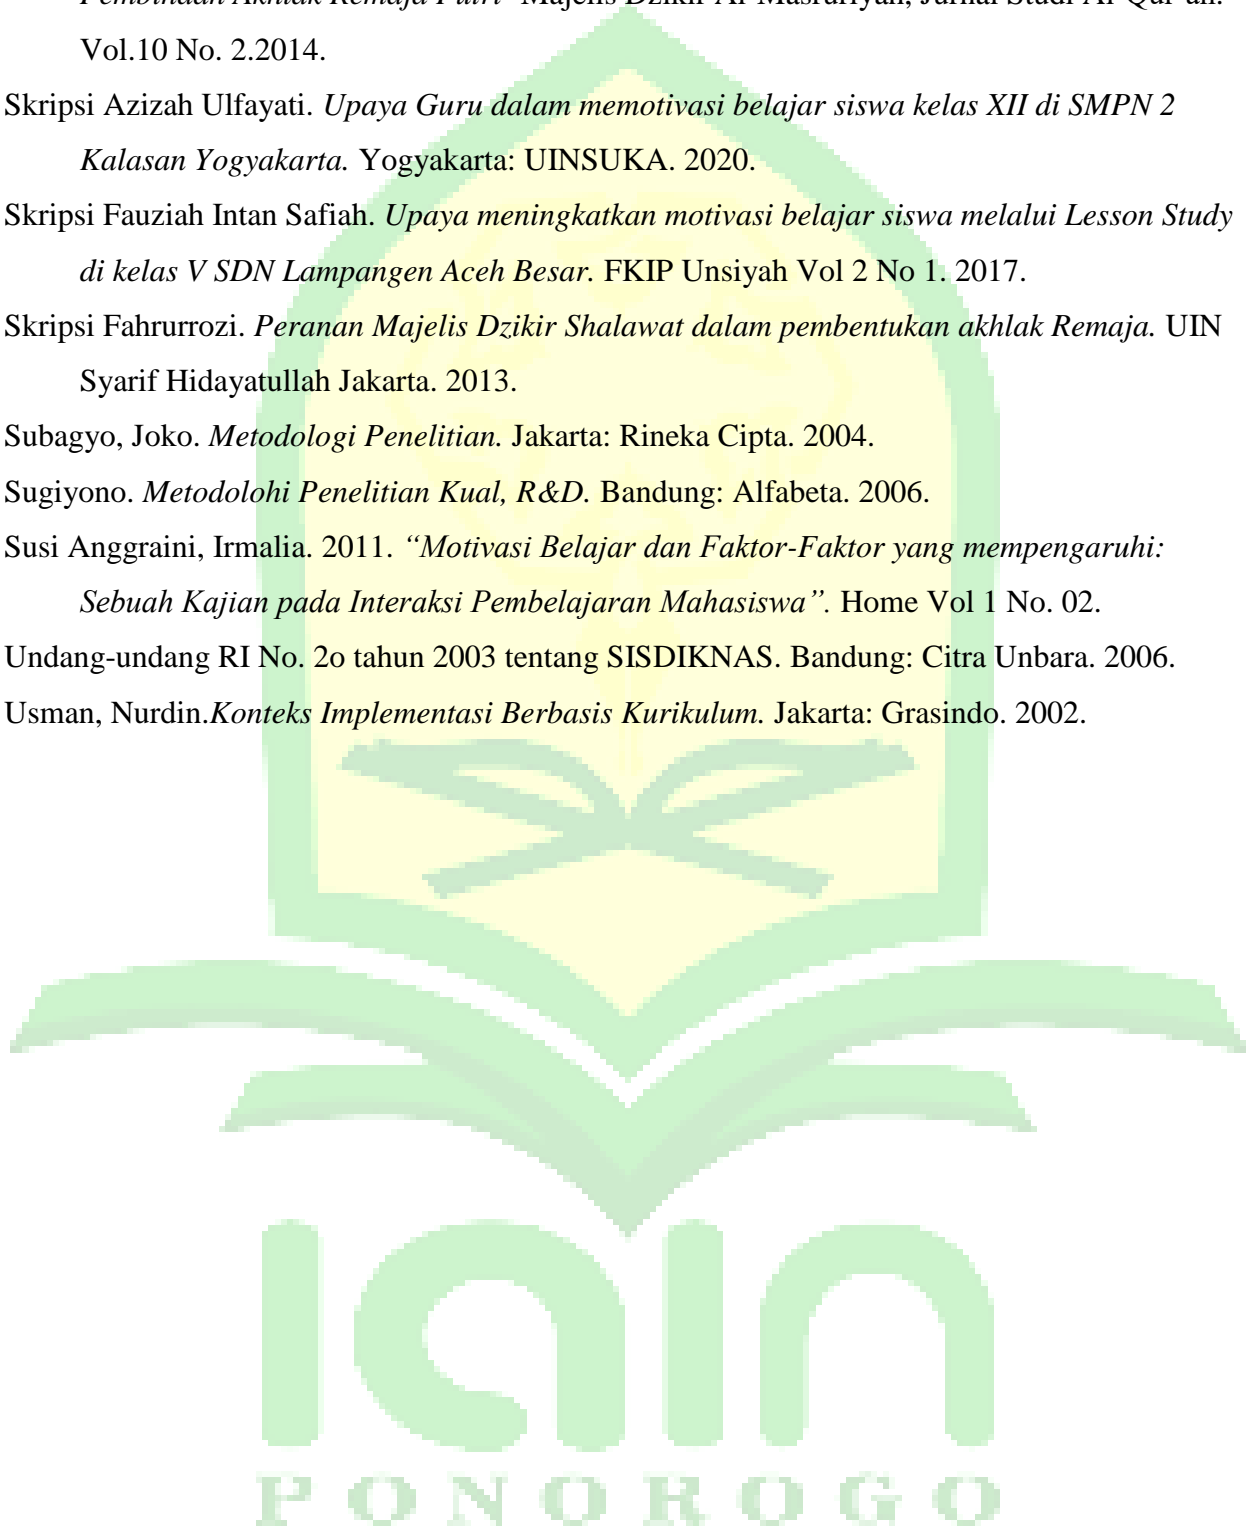 Pembinaan Akhlak Remaja Putri" Majelis Dzikir Al-Masruriyah, Jurnal Studi Al-Qur'an.
Vol.10 No. 2.2014.
Skripsi Azizah Ulfayati. Upaya Guru dalam memotivasi belajar siswa kelas XII di SMPN 2
Kalasan Yogyakarta. Yogyakarta: UINSUKA. 2020.
Skripsi Fauziah Intan Safiah. Upaya meningkatkan motivasi belajar siswa melalui Lesson Study
di kelas V SDN Lampangen Aceh Besar. FKIP Unsiyah Vol 2 No 1. 2017.
Skripsi Fahrurrozi. Peranan Majelis Dzikir Shalawat dalam pembentukan akhlak Remaja. UIN
Syarif Hidayatullah Jakarta. 2013.
Subagyo, Joko. Metodologi Penelitian. Jakarta: Rineka Cipta. 2004.
Sugiyono. Metodolohi Penelitian Kual, R&D. Bandung: Alfabeta. 2006.
Susi Anggraini, Irmalia. 2011. “Motivasi Belajar dan Faktor-Faktor yang mempengaruhi:
Sebuah Kajian pada Interaksi Pembelajaran Mahasiswa”. Home Vol 1 No. 02.
Undang-undang RI No. 2o tahun 2003 tentang SISDIKNAS. Bandung: Citra Unbara. 2006.
Usman, Nurdin.Konteks Implementasi Berbasis Kurikulum. Jakarta: Grasindo. 2002.
iain
PONOROGO